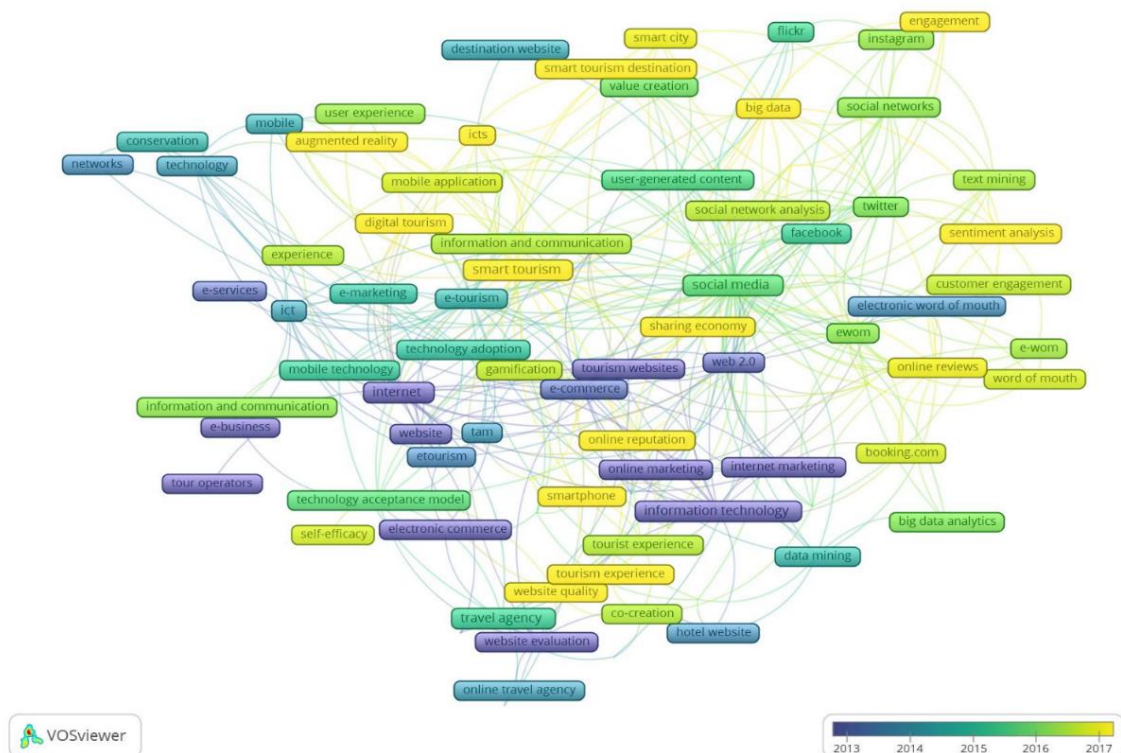 engagement
flickr
smart city
instagram
destination website
smart tourism destination
value creation
big data
social networks
user experience
mobile
icts
conservation
augmented reality
networks
technology
mobile application
user-generated content
text mining
social network analysis
twitter
digital tourism
facebook
sentiment analysis
information and communication
experience
smart tourism
social media
customer engagement
e-services
e-marketing
e-tourism
electronic word of mouth
ict
sharing economy
ewom
technology adoption
e-wom
mobile technology
gamification
tourism websites
web 2.0
online reviews
word of mouth
internet
e-commerce
information and communication
e-business
website
tam
online reputation
etourism
booking.com
tour operators
online marketing
internet marketing
technology acceptance model
smartphone
information technology
big data analytics
self-efficacy
electronic commerce
tourist experience
data mining
tourism experience
website quality
travel agency
co-creation
website evaluation
hotel website
online travel agency
VOSviewer
2013 2014 2015 2016 2017